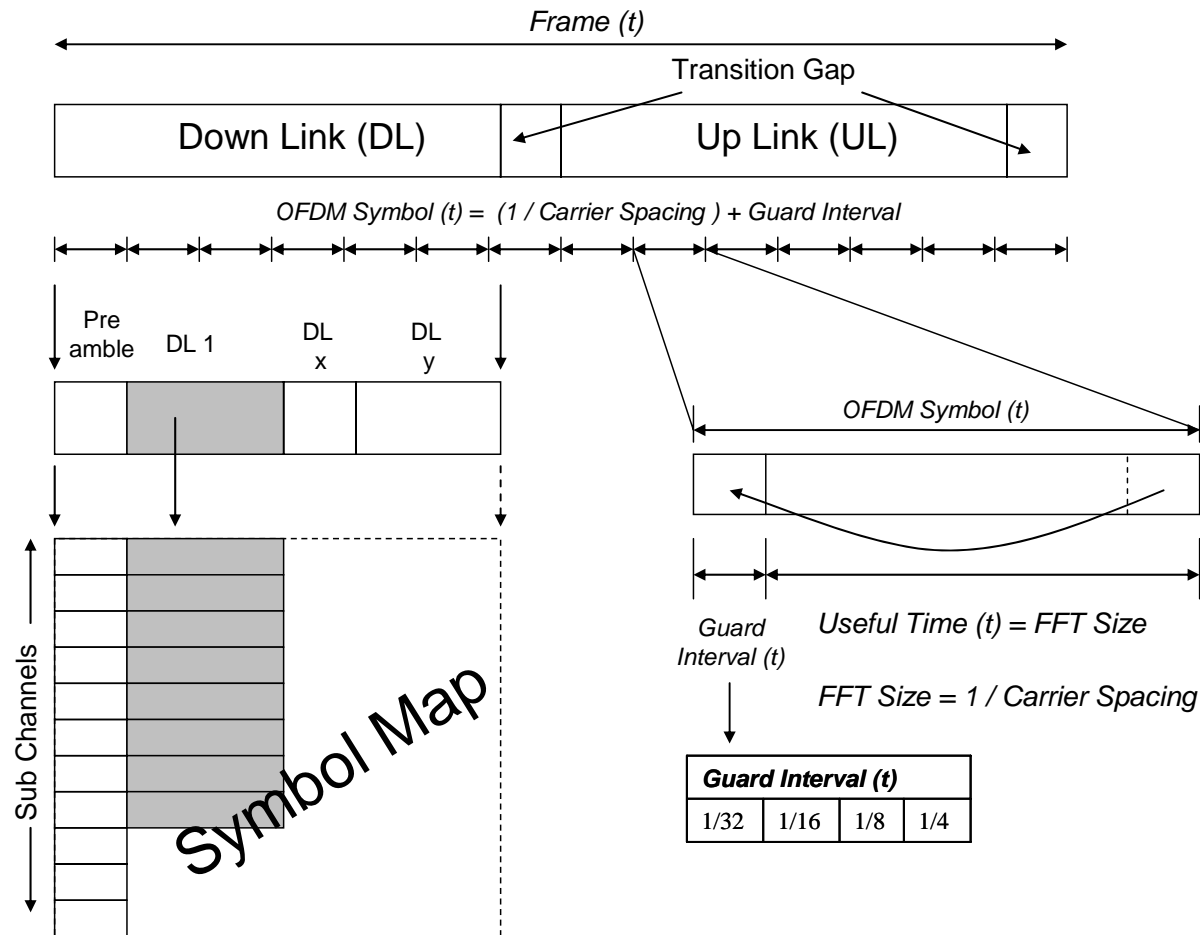 Frame (t)
Transition Gap
Down Link (DL)
Up Link (UL)
OFDM Symbol (t) = (1 / Carrier Spacing ) + Guard Interval
Pre
amble
DL 1
DL
x
DL
y
OFDM Symbol (t)
Guard
Interval (t)
Useful Time (t) = FFT Size
FFT Size = 1 / Carrier Spacing
Sub Channels
Symbol Map
Guard Interval (t)
1/32 1/16 1/8 1/4